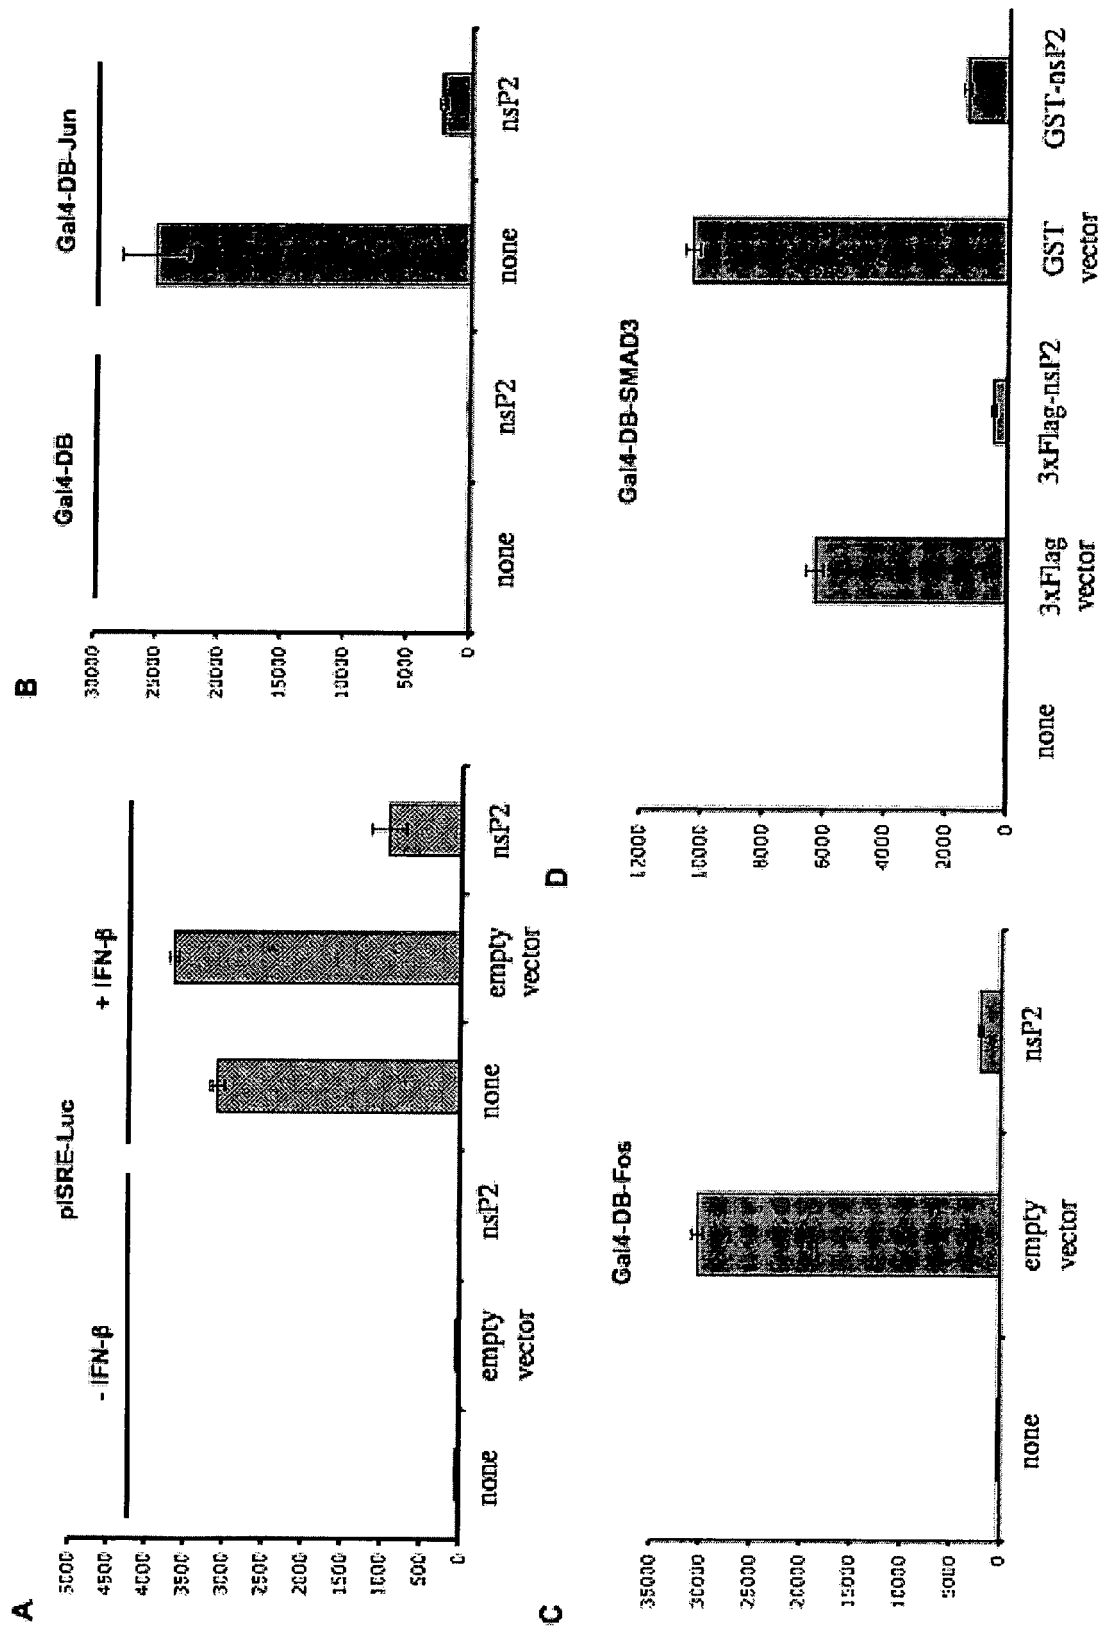 A
pISRE-Luc
- IFN-β
+ IFN-β
5000
4500
4000
3500
3000
2500
2000
1500
1000
500
0
none
empty vector
nsP2
none
empty vector
nsP2
B
Gal4-DB
Gal4-DB-Jun
30000
25000
20000
15000
10000
5000
0
none
nsP2
none
nsP2
C
Gal4-DB-Fos
35000
30000
25000
20000
15000
10000
5000
0
none
empty vector
nsP2
D
Gal4-DB-SMAD3
12000
10000
8000
6000
4000
2000
0
none
3xFlag vector
3xFlag-nsP2
GST vector
GST-nsP2